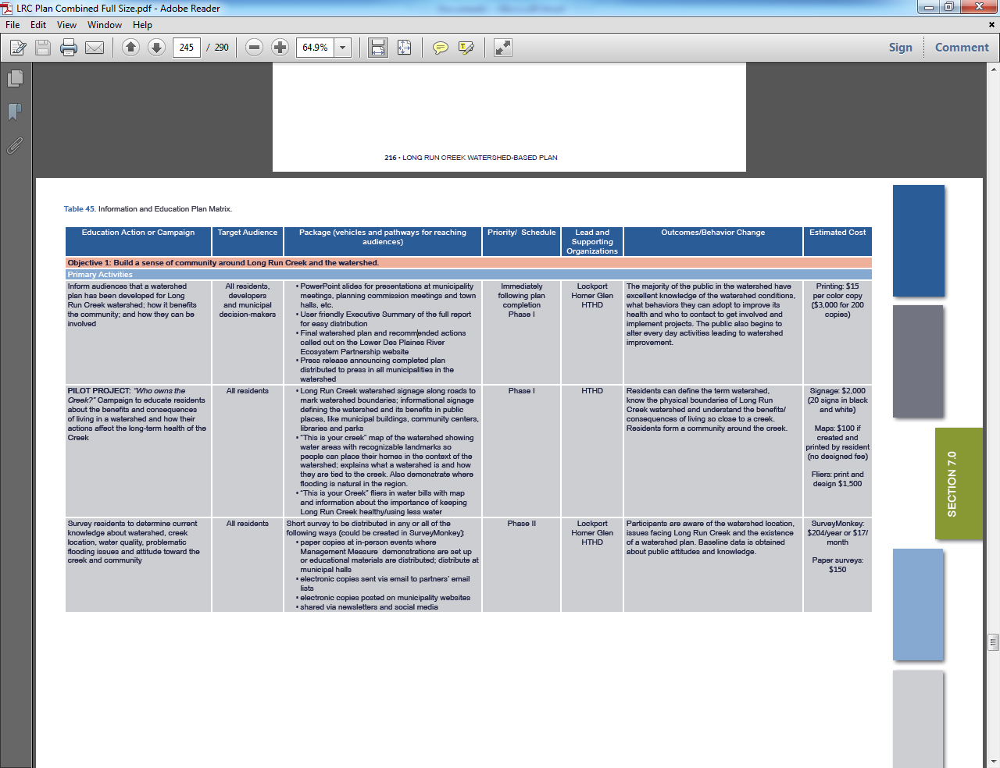 LRC Plan Combined Full Size.pdf - Adobe Reader
File Edit View Window Help
245 / 290 64.9% Sign Comment
216 • LONG RUN CREEK WATERSHED-BASED PLAN
Table 45. Information and Education Plan Matrix.
Education Action or Campaign
Target Audience
Package (vehicles and pathways for reaching
audiences)
Priority/ Schedule
Lead and
Supporting
Organizations
Outcomes/Behavior Change
Estimated Cost
Objective 1: Build a sense of community around Long Run Creek and the watershed.
Primary Activities
Inform audiences that a watershed
plan has been developed for Long
Run Creek watershed; how it benefits
the community; and how they can be
involved
All residents,
developers
and municipal
decision-makers
• PowerPoint slides for presentations at municipality
meetings, planning commission meetings and town
halls, etc.
• User friendly Executive Summary of the full report
for easy distribution
• Final watershed plan and recommended actions
called out on the Lower Des Plaines River
Ecosystem Partnership website
• Press release announcing completed plan
distributed to press in all municipalities in the
watershed
Immediately
following plan
completion
Phase I
Lockport
Homer Glen
HTHD
The majority of the public in the watershed have
excellent knowledge of the watershed conditions,
what behaviors they can adopt to improve its
health and who to contact to get involved and
implement projects. The public also begins to
alter every day activities leading to watershed
improvement.
Printing: $15
per color copy
($3,000 for 200
copies)
PILOT PROJECT: "Who owns the
Creek?" Campaign to educate residents
about the benefits and consequences
of living in a watershed and how their
actions affect the long-term health of the
Creek
All residents
• Long Run Creek watershed signage along roads to
mark watershed boundaries; informational signage
defining the watershed and its benefits in public
places, like municipal buildings, community centers,
libraries and parks
• "This is your creek" map of the watershed showing
water areas with recognizable landmarks so
people can place their homes in the context of the
watershed; explains what a watershed is and how
they are tied to the creek. Also demonstrate where
flooding is natural in the region.
• "This is your Creek" fliers in water bills with map
and information about the importance of keeping
Long Run Creek healthy/using less water
Phase I
HTHD
Residents can define the term watershed,
know the physical boundaries of Long Run
Creek watershed and understand the benefits/
consequences of living so close to a creek.
Residents form a community around the creek.
Signage: $2,000
(20 signs in black
and white)
Maps: $100 if
created and
printed by resident
(no designed fee)
Fliers: print and
design $1,500
Survey residents to determine current
knowledge about watershed, creek
location, water quality, problematic
flooding issues and attitude toward the
creek and community
All residents
Short survey to be distributed in any or all of the
following ways (could be created in SurveyMonkey):
• paper copies at in-person events where
Management Measure demonstrations are set up
or educational materials are distributed; distribute at
municipal halls
• electronic copies sent via email to partners' email
lists
• electronic copies posted on municipality websites
• shared via newsletters and social media
Phase II
Lockport
Homer Glen
HTHD
Participants are aware of the watershed location,
issues facing Long Run Creek and the existence
of a watershed plan. Baseline data is obtained
about public attitudes and knowledge.
SurveyMonkey:
$204/year or $17/
month
Paper surveys:
$150
SECTION 7.0